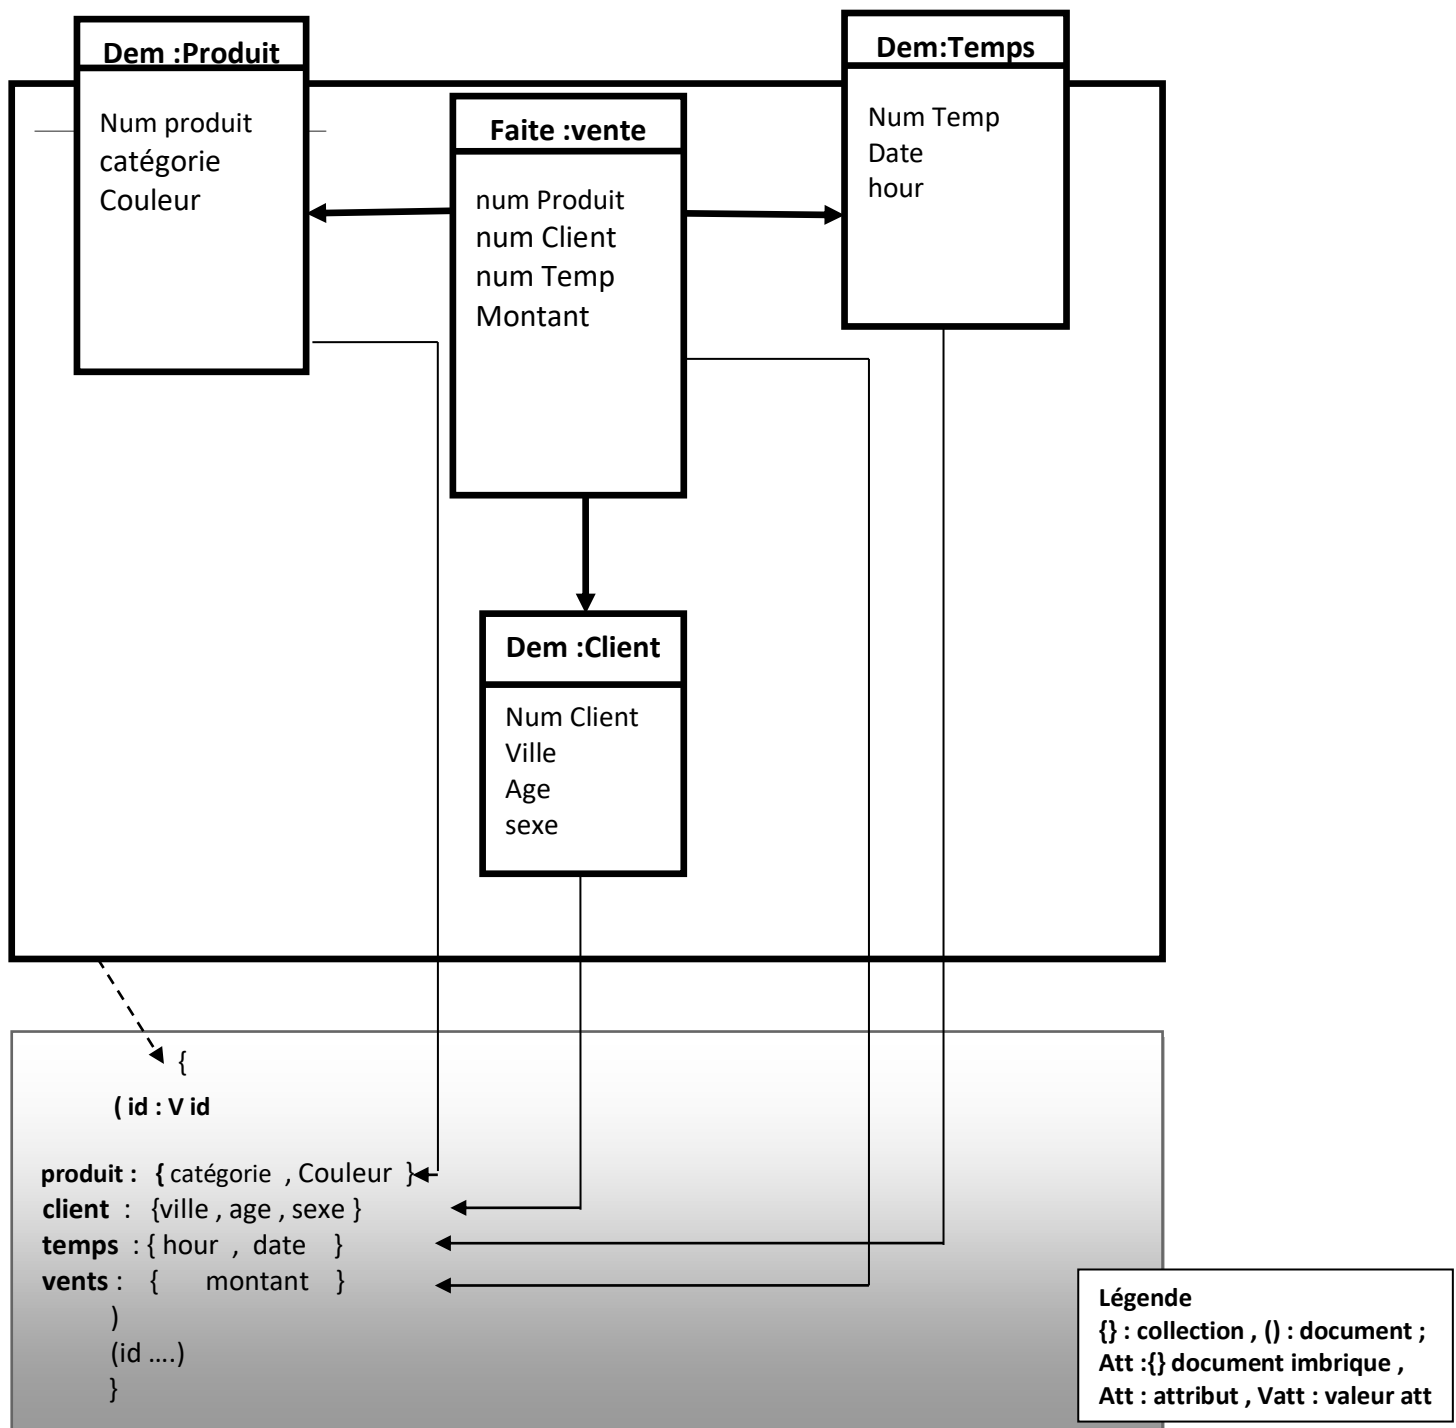 Dem :Produit
Num produit
catégorie
Couleur
Faite :vente
num Produit
num Client
num Temp
Montant
Dem:Temps
Num Temp
Date
hour
Dem :Client
Num Client
Ville
Age
sexe
{
( id : V id
produit : { catégorie , Couleur }
client : {ville , age , sexe }
temps : { hour , date }
vents : { montant }
)
(id ....)
}
Légende
{} : collection , () : document ;
Att :{} document imbrique ,
Att : attribut , Vatt : valeur att